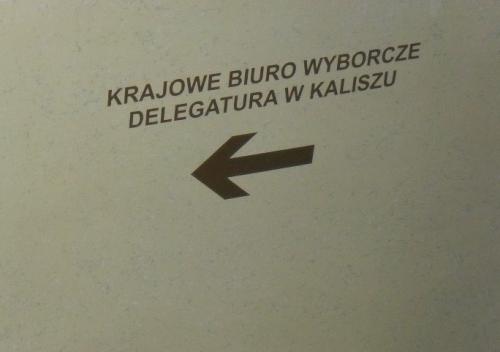 KRAJOWE BIURO WYBORCZE
DELEGATURA W KALISZU